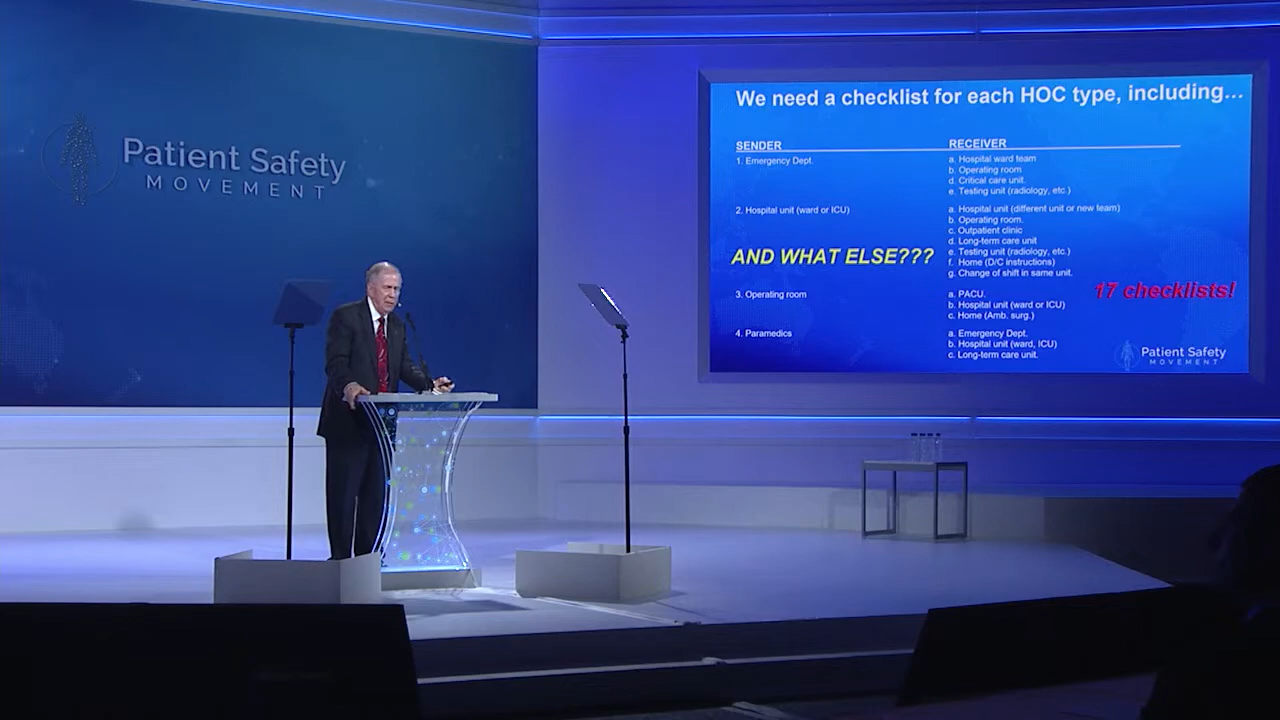 Patient Safety
MOVEMENT
We need a checklist for each HOC type, including...
SENDER
RECEIVER
1. Emergency Dept.
a. Hospital ward team
b. Operating room
d. Critical care unit.
e. Testing unit (radiology, etc.)
2. Hospital unit (ward or ICU)
a. Hospital unit (different unit or new team)
b. Operating room.
c. Outpatient clinic
d. Long-term care unit
e. Testing unit (radiology, etc.)
f. Home (D/C instructions)
g. Change of shift in same unit.
AND WHAT ELSE???
17 checklists!
3. Operating room
a. PACU.
b. Hospital unit (ward or ICU)
c. Home (Amb. surg.)
4. Paramedics
a. Emergency Dept.
b. Hospital unit (ward, ICU)
c. Long-term care unit.
Patient Safety
MOVEMENT